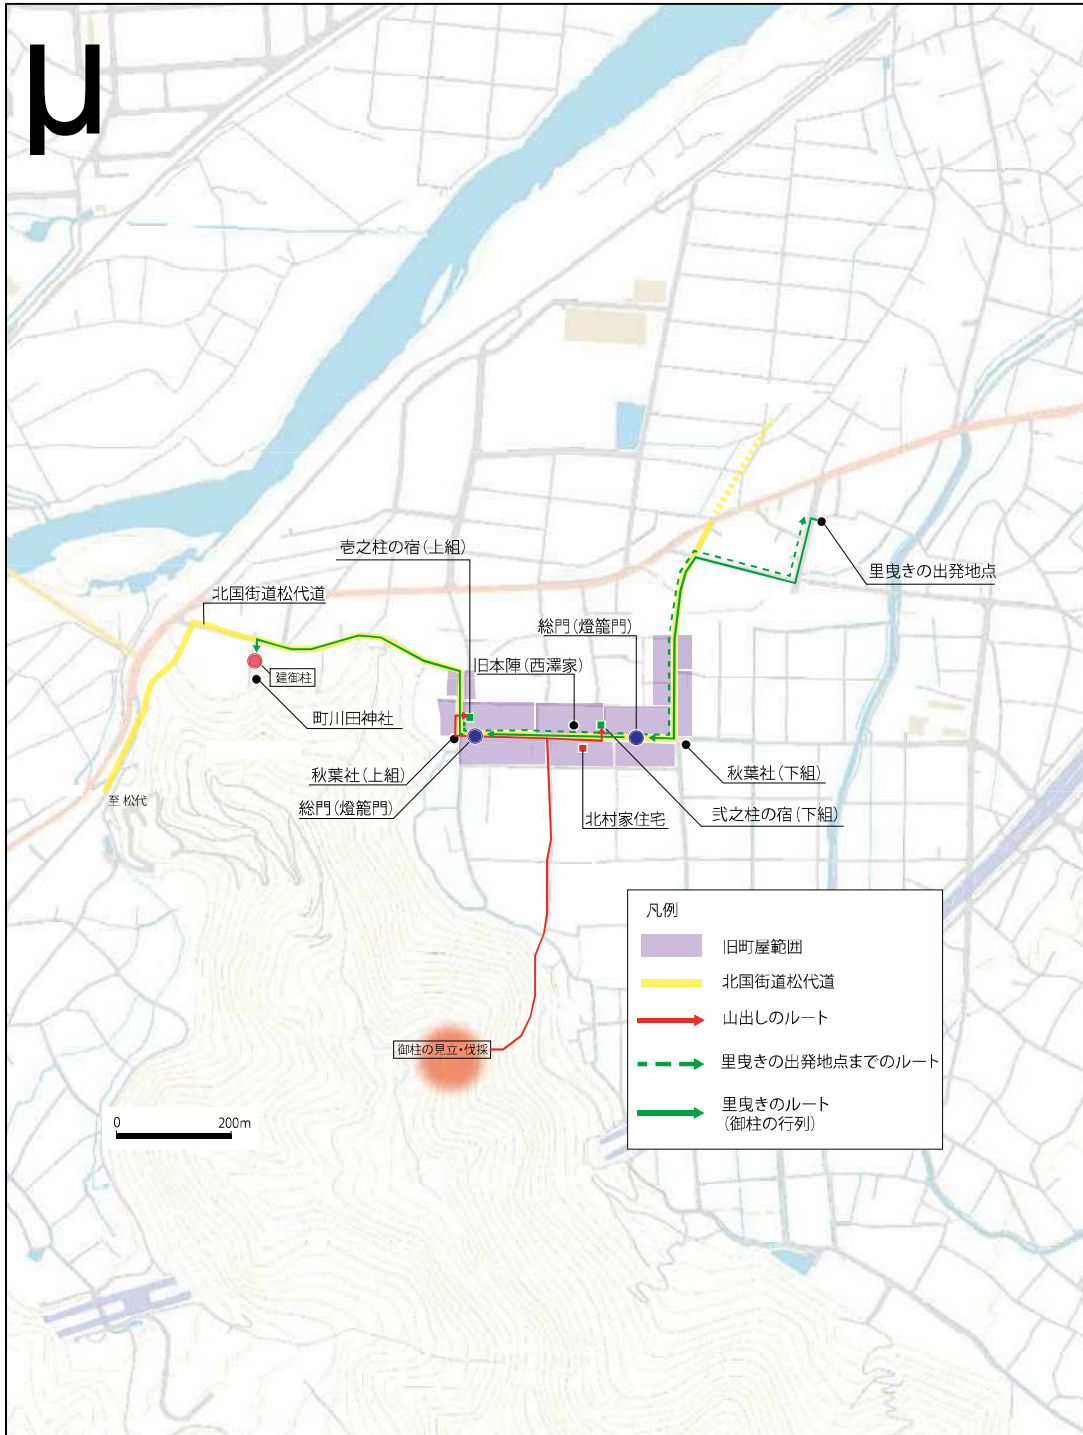 μ
壱之柱の宿(上組)
里曳きの出発地点
北国街道松代道
総門(燈籠門)
旧本陣(西澤家)
建御柱
町川田神社
秋葉社(上組)
秋葉社(下組)
至 松代
総門(燈籠門)
北村家住宅
弐之柱の宿(下組)
凡例
旧町屋範囲
北国街道松代道
山出しのルート
里曳きの出発地点までのルート
里曳きのルート
(御柱の行列)
御柱の見立・伐採
0 200m